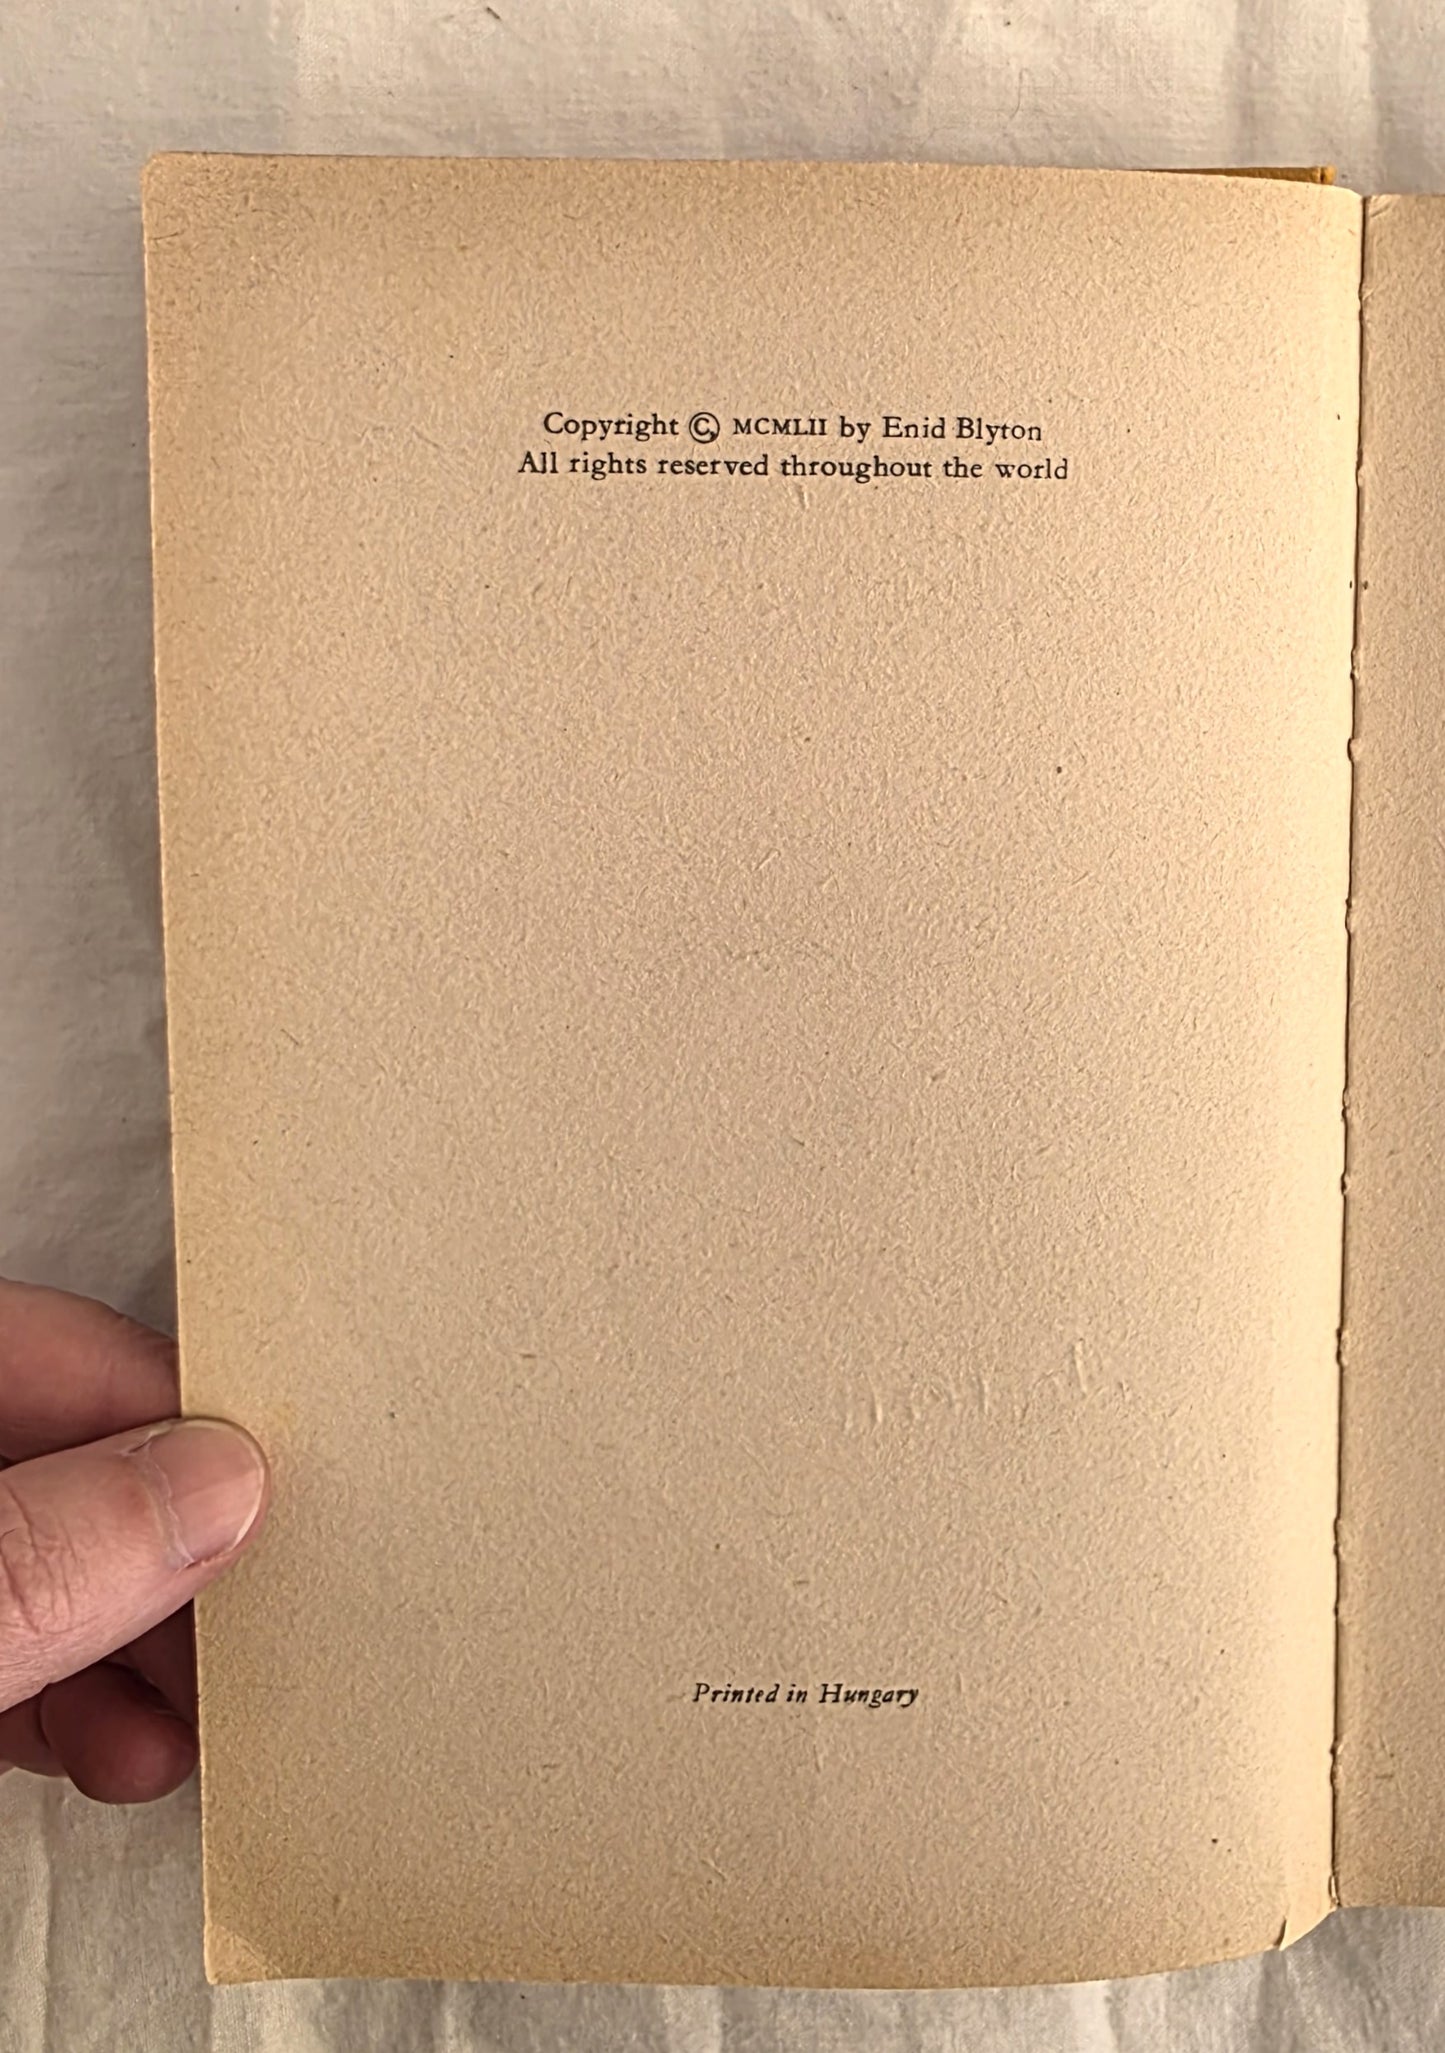 Copyright © MCMLII by Enid Blyton
All rights reserved throughout the world
Printed in Hungary